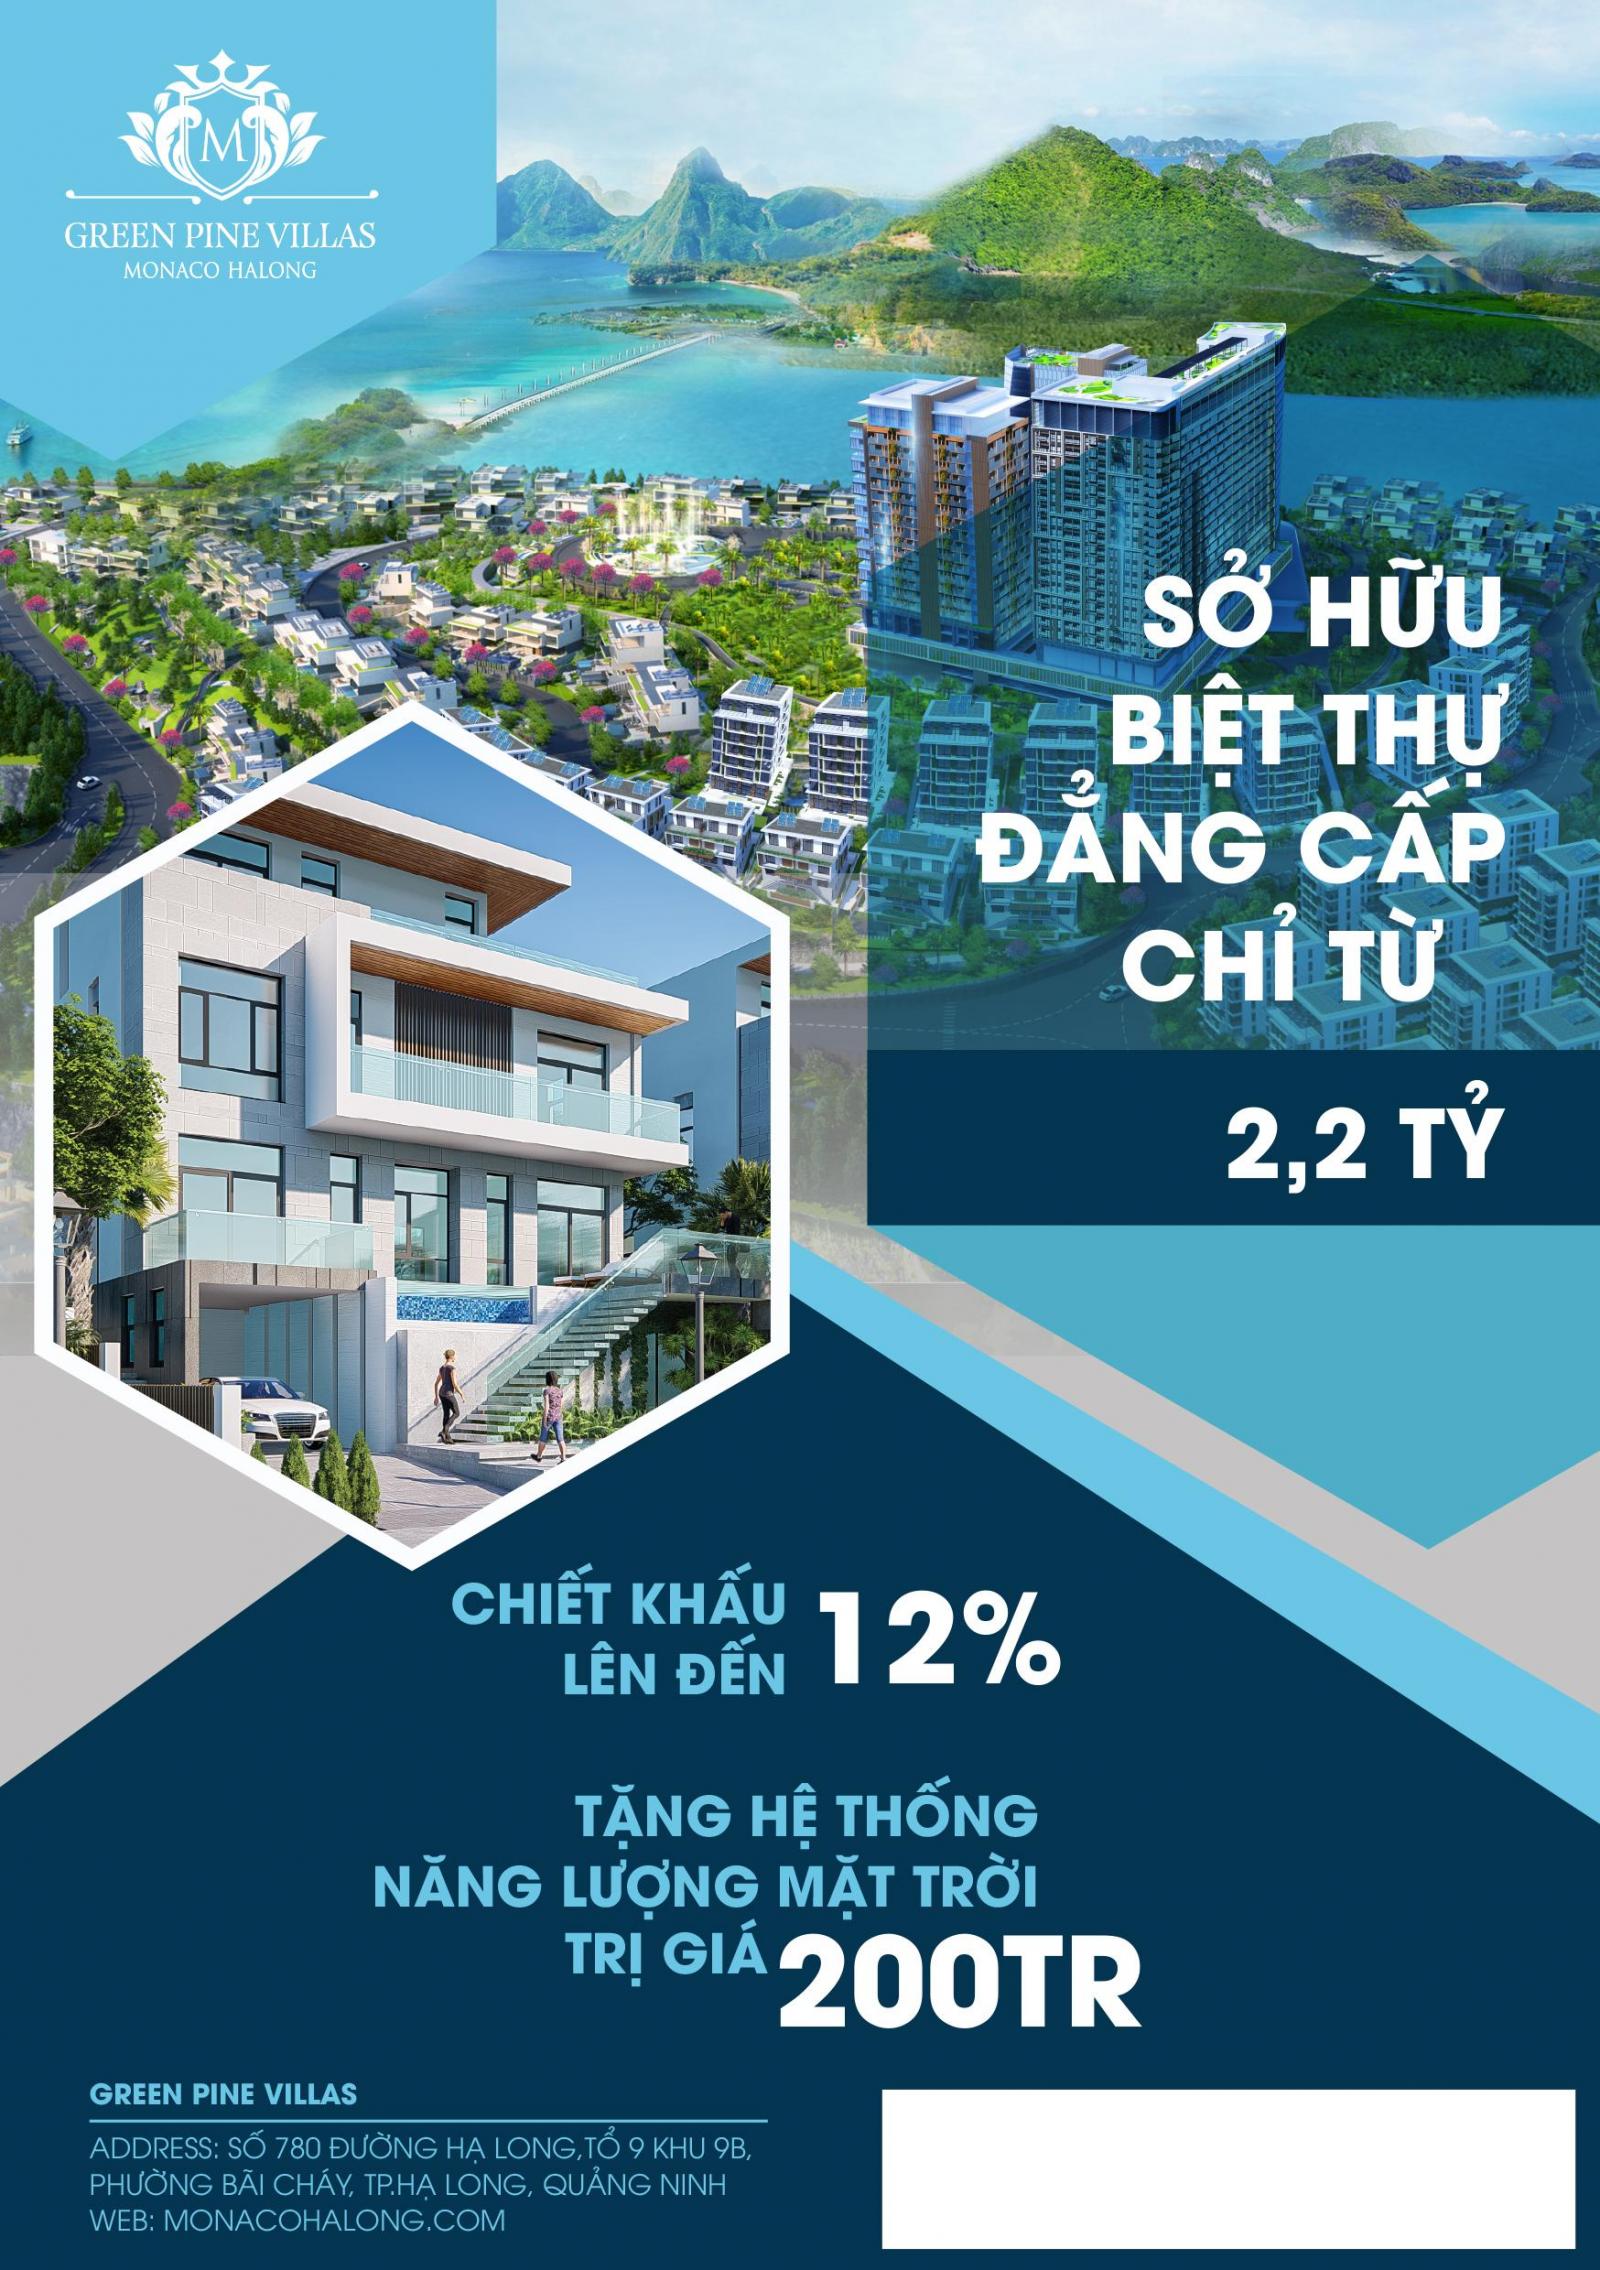 M
GREEN PINE VILLAS
MONACO HALONG
SỞ HỮU
BIỆT THỰ
ĐẲNG CẤP
CHỈ TỪ
2,2 TỶ
CHIẾT KHẤU
LÊN ĐẾN 12%
TẶNG HỆ THỐNG
NĂNG LƯỢNG MẶT TRỜI
TRỊ GIÁ 200TR
GREEN PINE VILLAS
ADDRESS: SỐ 780 ĐƯỜNG HẠ LONG,TỔ 9 KHU 9B,
PHƯỜNG BÃI CHÁY, TP.HẠ LONG, QUẢNG NINH
WEB: MONACOHALONG.COM